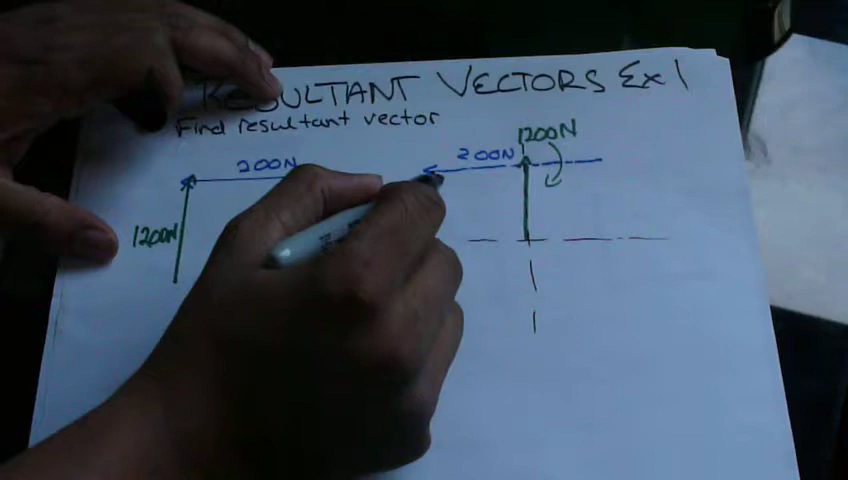 RESULTANT VECTORS Ex 1
Find resultant vector
200N
1200N
200N
1200N